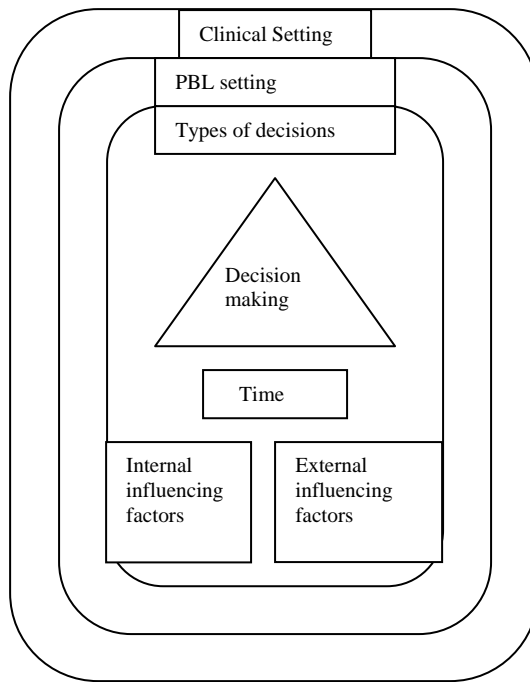 Clinical Setting
PBL setting
Types of decisions
Decision
making
Time
Internal
influencing
factors
External
influencing
factors